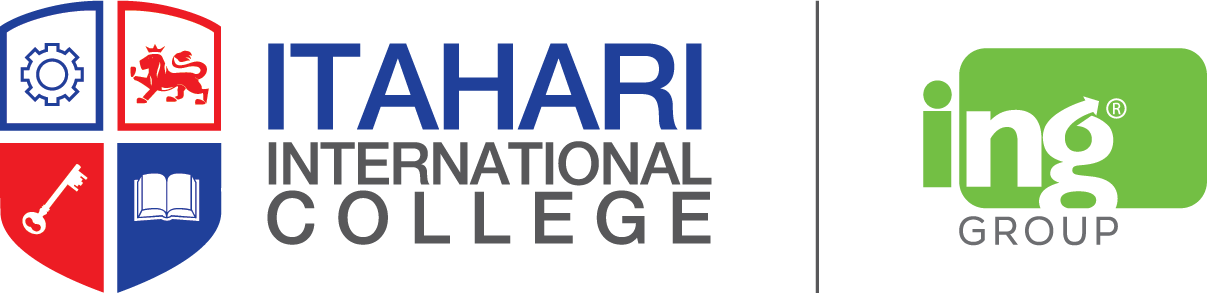 ITAHARI
INTERNATIONAL
COLLEGE
ing®
GROUP